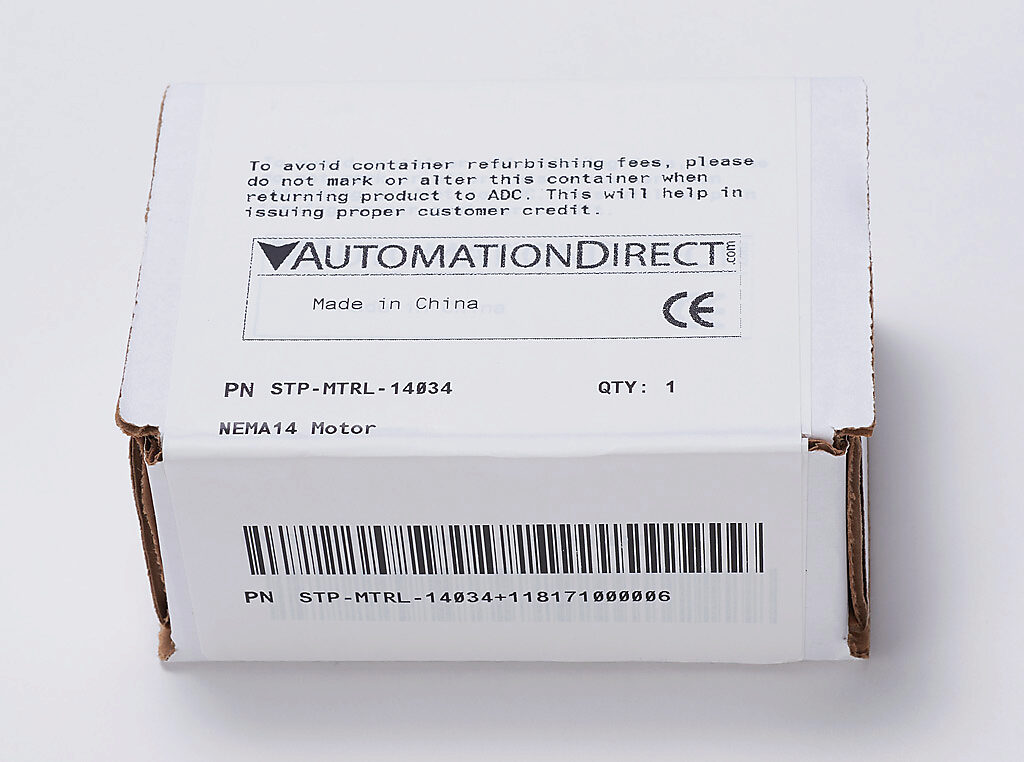 To avoid container refurbishing fees, please
do not mark or alter this container when
returning product to ADC. This will help in
issuing proper customer credit.
AUTOMATIONDIRECT.com
Made in China
CE
PN STP-MTRL-14034 QTY: 1
NEMA14 Motor
PN STP-MTRL-14034+118171000006